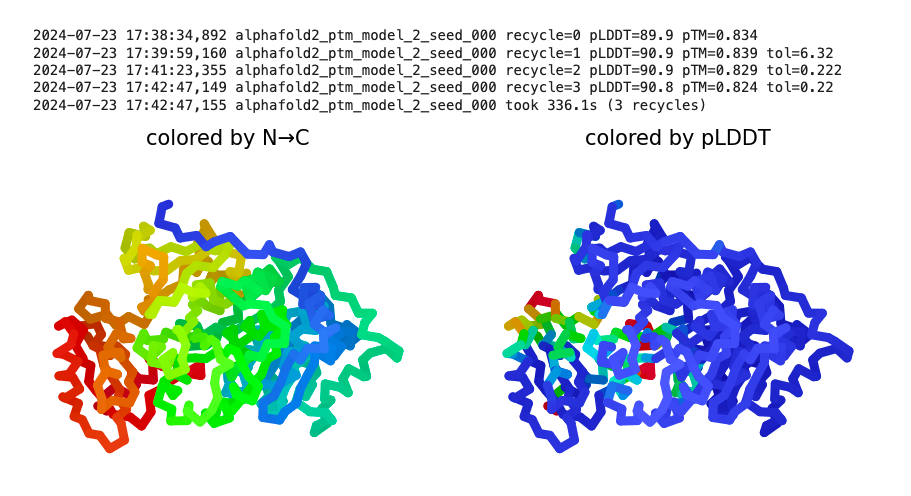 2024-07-23 17:38:34,892 alphafold2_ptm_model_2_seed_000 recycle=0 pLDDT=89.9 pTM=0.834
2024-07-23 17:39:59,160 alphafold2_ptm_model_2_seed_000 recycle=1 pLDDT=90.9 pTM=0.839 tol=6.32
2024-07-23 17:41:23,355 alphafold2_ptm_model_2_seed_000 recycle=2 pLDDT=90.9 pTM=0.829 tol=0.222
2024-07-23 17:42:47,149 alphafold2_ptm_model_2_seed_000 recycle=3 pLDDT=90.8 pTM=0.824 tol=0.22
2024-07-23 17:42:47,155 alphafold2_ptm_model_2_seed_000 took 336.1s (3 recycles)
colored by N→C
colored by pLDDT